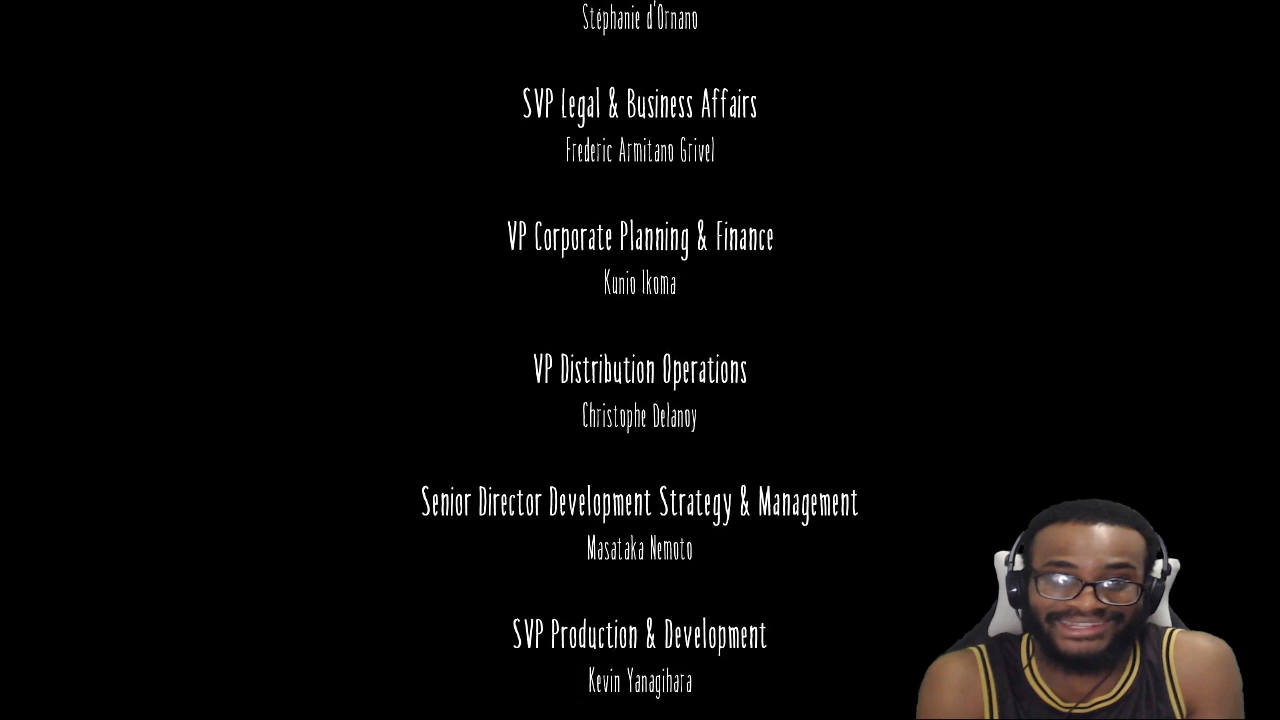 Stéphanie d'Ornano
SVP Legal & Business Affairs
Frederic Armitano Grivel
VP Corporate Planning & Finance
Kunio Ikoma
VP Distribution Operations
Christophe Delanoy
Senior Director Development Strategy & Management
Masataka Nemoto
SVP Production & Development
Kevin Yanagihara